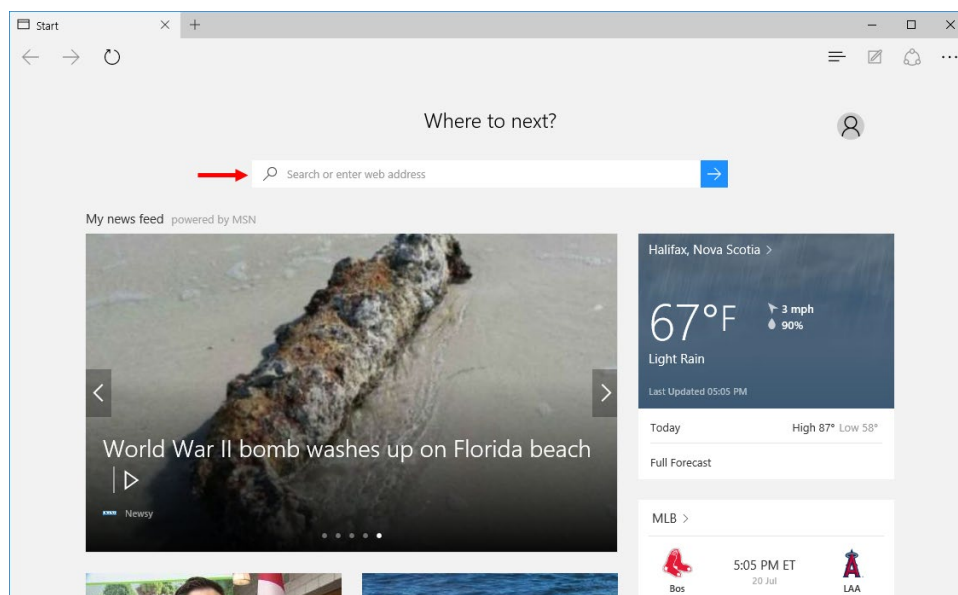 Start
Where to next?
Search or enter web address
My news feed powered by MSN
World War II bomb washes up on Florida beach
Newsy
Halifax, Nova Scotia >
67°F
3 mph
90%
Light Rain
Last Updated 05:05 PM
Today High 87° Low 58°
Full Forecast
MLB >
5:05 PM ET
20 Jul
Bos
LAA